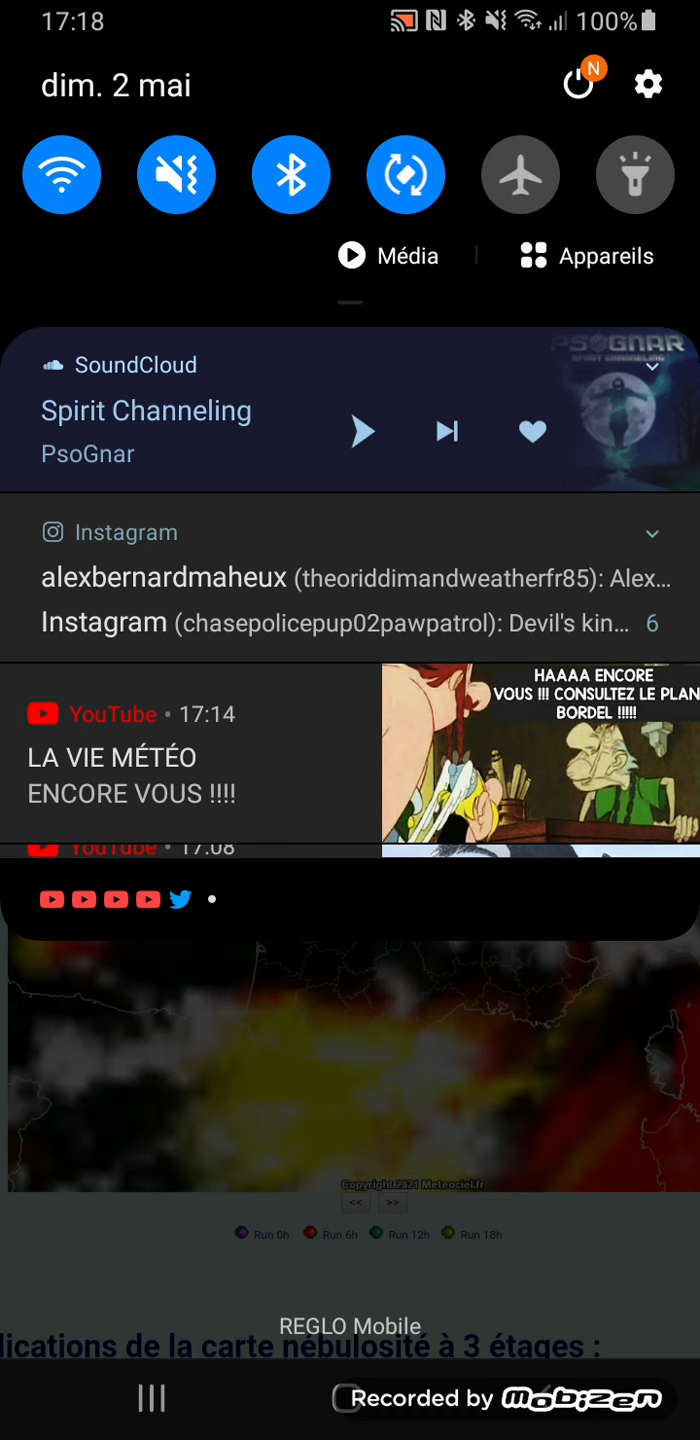 17:18 100%
dim. 2 mai N
Média Appareils
SoundCloud
Spirit Channeling
PsoGnar
PSOGNAR
SPIRIT CHANNELING
Instagram
alexbernardmaheux (theoriddimandweatherfr85): Alex...
Instagram (chasepolicepup02pawpatrol): Devil's kin... 6
YouTube • 17:14
LA VIE MÉTÉO
ENCORE VOUS !!!!
HAAAA ENCORE
VOUS !!! CONSULTEZ LE PLAN
BORDEL !!!!!
YouTube • 17:08
Copyright 2021 Meteociel.fr
<< >>
Run 0h Run 6h Run 12h Run 18h
REGLO Mobile
lications de la carte nébulosité à 3 étages :
Recorded by mobizen